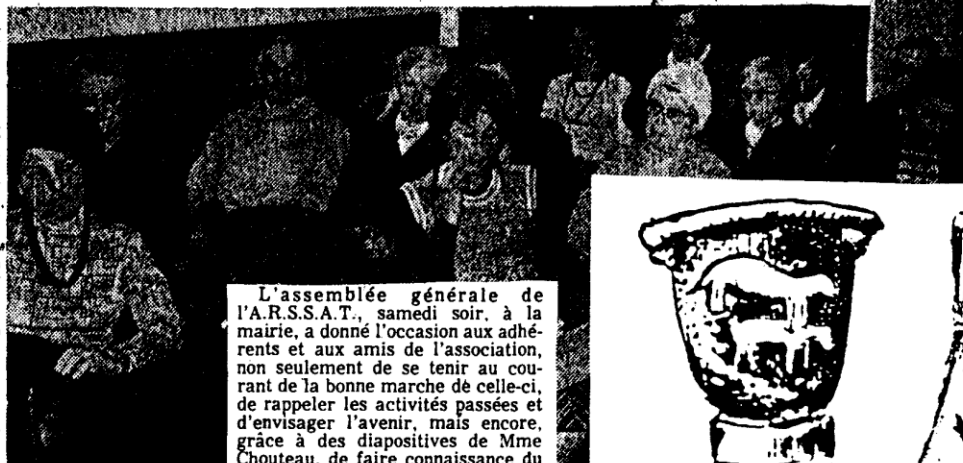 L'assemblée générale de
l'A.R.S.S.A.T., samedi soir, à la
mairie, a donné l'occasion aux adhé-
rents et aux amis de l'association,
non seulement de se tenir au cou-
rant de la bonne marche de celle-ci,
de rappeler les activités passées et
d'envisager l'avenir, mais encore,
grâce à des diapositives de Mme
Chouteau, de faire connaissance du